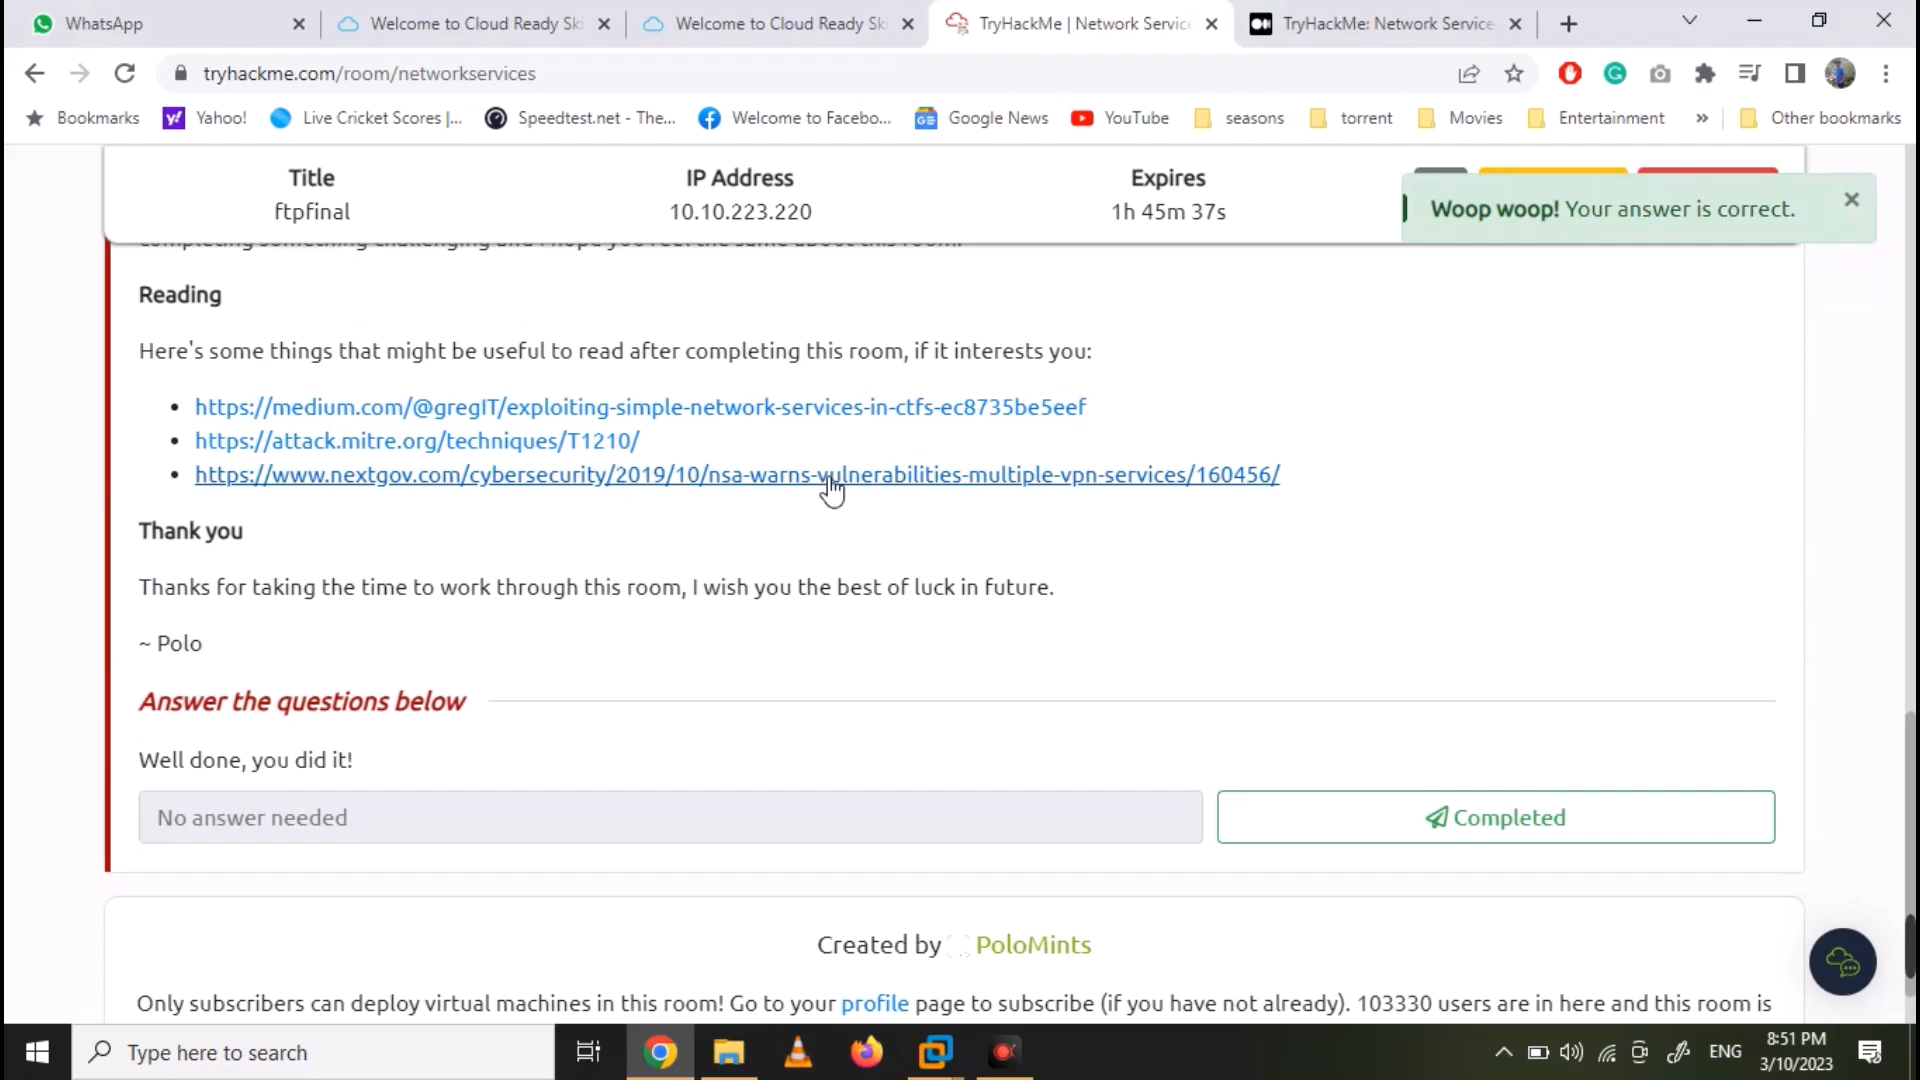 WhatsApp
Welcome to Cloud Ready Ski
Welcome to Cloud Ready Ski
TryHackMe | Network Service
TryHackMe: Network Service
tryhackme.com/room/networkservices
Bookmarks
Yahoo!
Live Cricket Scores |...
Speedtest.net - The...
Welcome to Facebo...
Google News
YouTube
seasons
torrent
Movies
Entertainment
»
Other bookmarks
Title
IP Address
Expires
ftpfinal
10.10.223.220
1h 45m 37s
Woop woop! Your answer is correct.
Reading
Here's some things that might be useful to read after completing this room, if it interests you:
• https://medium.com/@gregIT/exploiting-simple-network-services-in-ctfs-ec8735be5eef
• https://attack.mitre.org/techniques/T1210/
• https://www.nextgov.com/cybersecurity/2019/10/nsa-warns-vulnerabilities-multiple-vpn-services/160456/
Thank you
Thanks for taking the time to work through this room, I wish you the best of luck in future.
~ Polo
Answer the questions below
Well done, you did it!
No answer needed
Completed
Created by PoloMints
Only subscribers can deploy virtual machines in this room! Go to your profile page to subscribe (if you have not already). 103330 users are in here and this room is
Type here to search
ENG
8:51 PM
3/10/2023